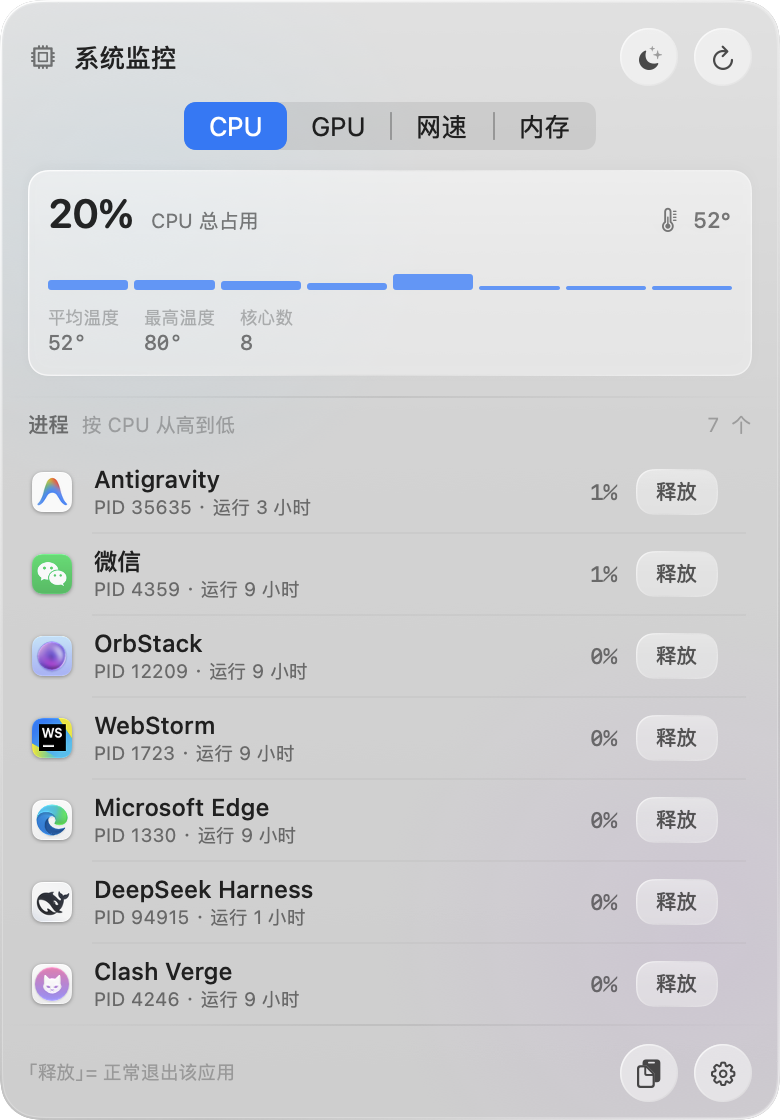 系统监控
CPU GPU 网速 内存
20% CPU 总占用 52°
平均温度 最高温度 核心数
52° 80° 8
进程 按 CPU 从高到低 7 个
Antigravity
PID 35635 · 运行 3 小时
1% 释放
微信
PID 4359 · 运行 9 小时
1% 释放
OrbStack
PID 12209 · 运行 9 小时
0% 释放
WS
WebStorm
PID 1723 · 运行 9 小时
0% 释放
Microsoft Edge
PID 1330 · 运行 9 小时
0% 释放
DeepSeek Harness
PID 94915 · 运行 1 小时
0% 释放
Clash Verge
PID 4246 · 运行 9 小时
0% 释放
「释放」= 正常退出该应用